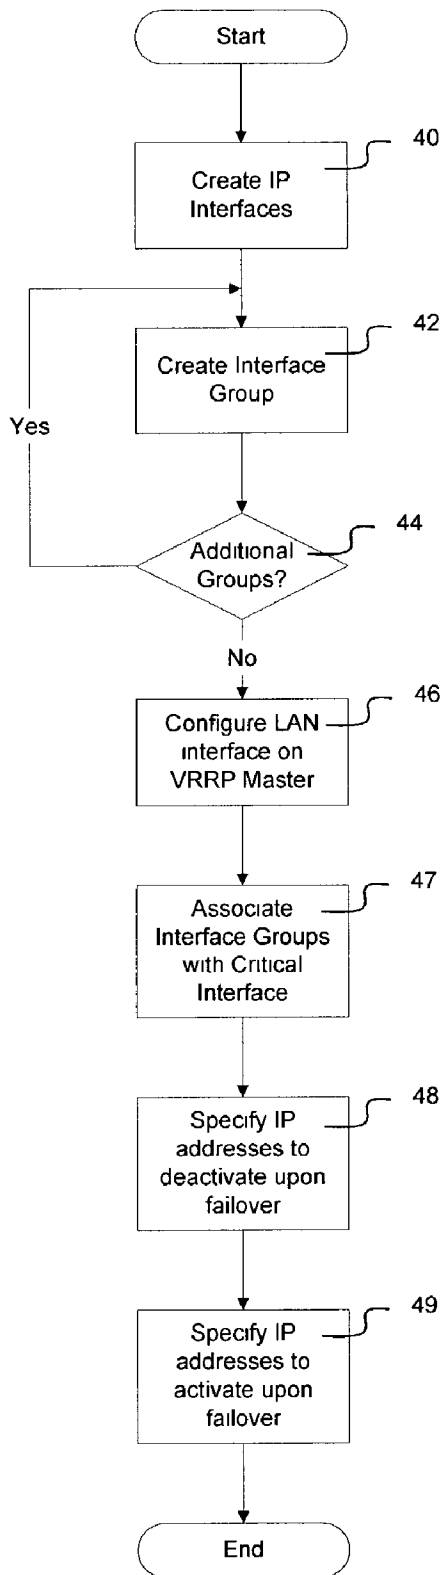 Start
40
Create IP
Interfaces
42
Create Interface
Group
Yes
44
Additional
Groups?
No
46
Configure LAN
interface on
VRRP Master
47
Associate
Interface Groups
with Critical
Interface
48
Specify IP
addresses to
deactivate upon
failover
49
Specify IP
addresses to
activate upon
failover
End